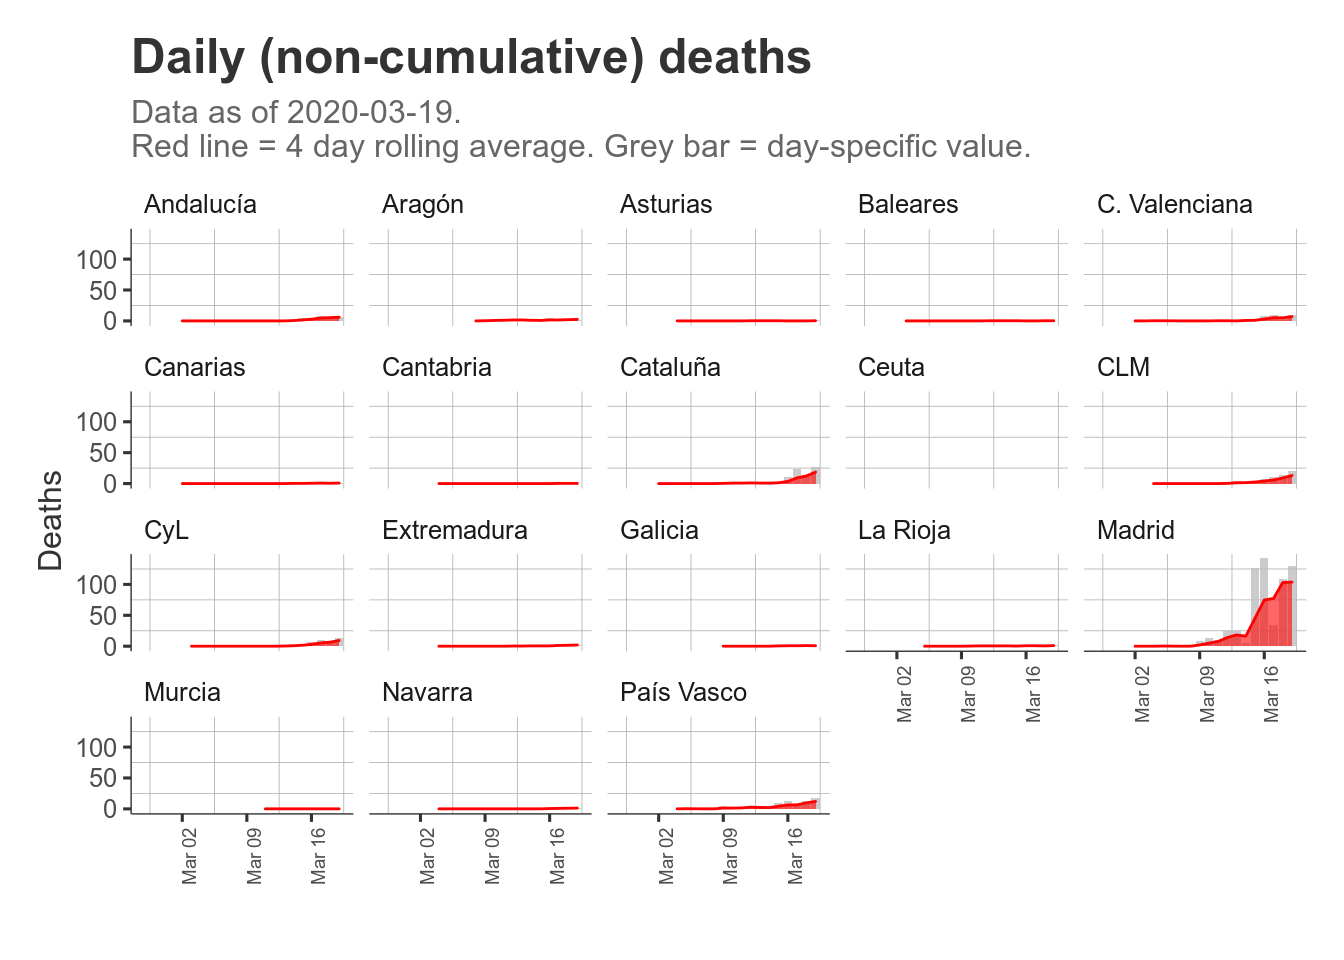 Daily (non-cumulative) deaths
Data as of 2020-03-19.
Red line = 4 day rolling average. Grey bar = day-specific value.
Andalucía Aragón Asturias Baleares C. Valenciana
100
50
0
Canarias Cantabria Cataluña Ceuta CLM
100
50
0
Deaths
CyL Extremadura Galicia La Rioja Madrid
100
50
0
Mar 02 Mar 09 Mar 16 Mar 02 Mar 09 Mar 16
Murcia Navarra País Vasco
100
50
0
Mar 02 Mar 09 Mar 16 Mar 02 Mar 09 Mar 16 Mar 02 Mar 09 Mar 16